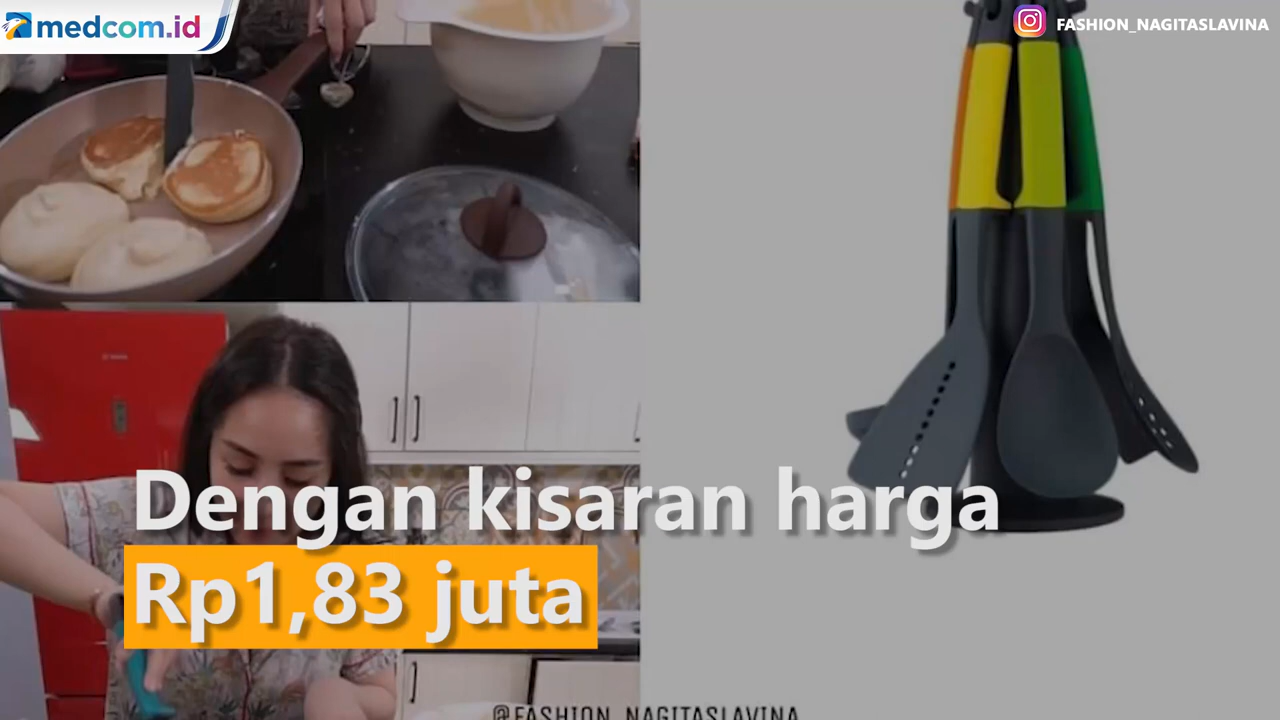 medcom.id
FASHION_NAGITASLAVINA
Dengan kisaran harga
Rp1,83 juta
@FASHION_NAGITASLAVINA